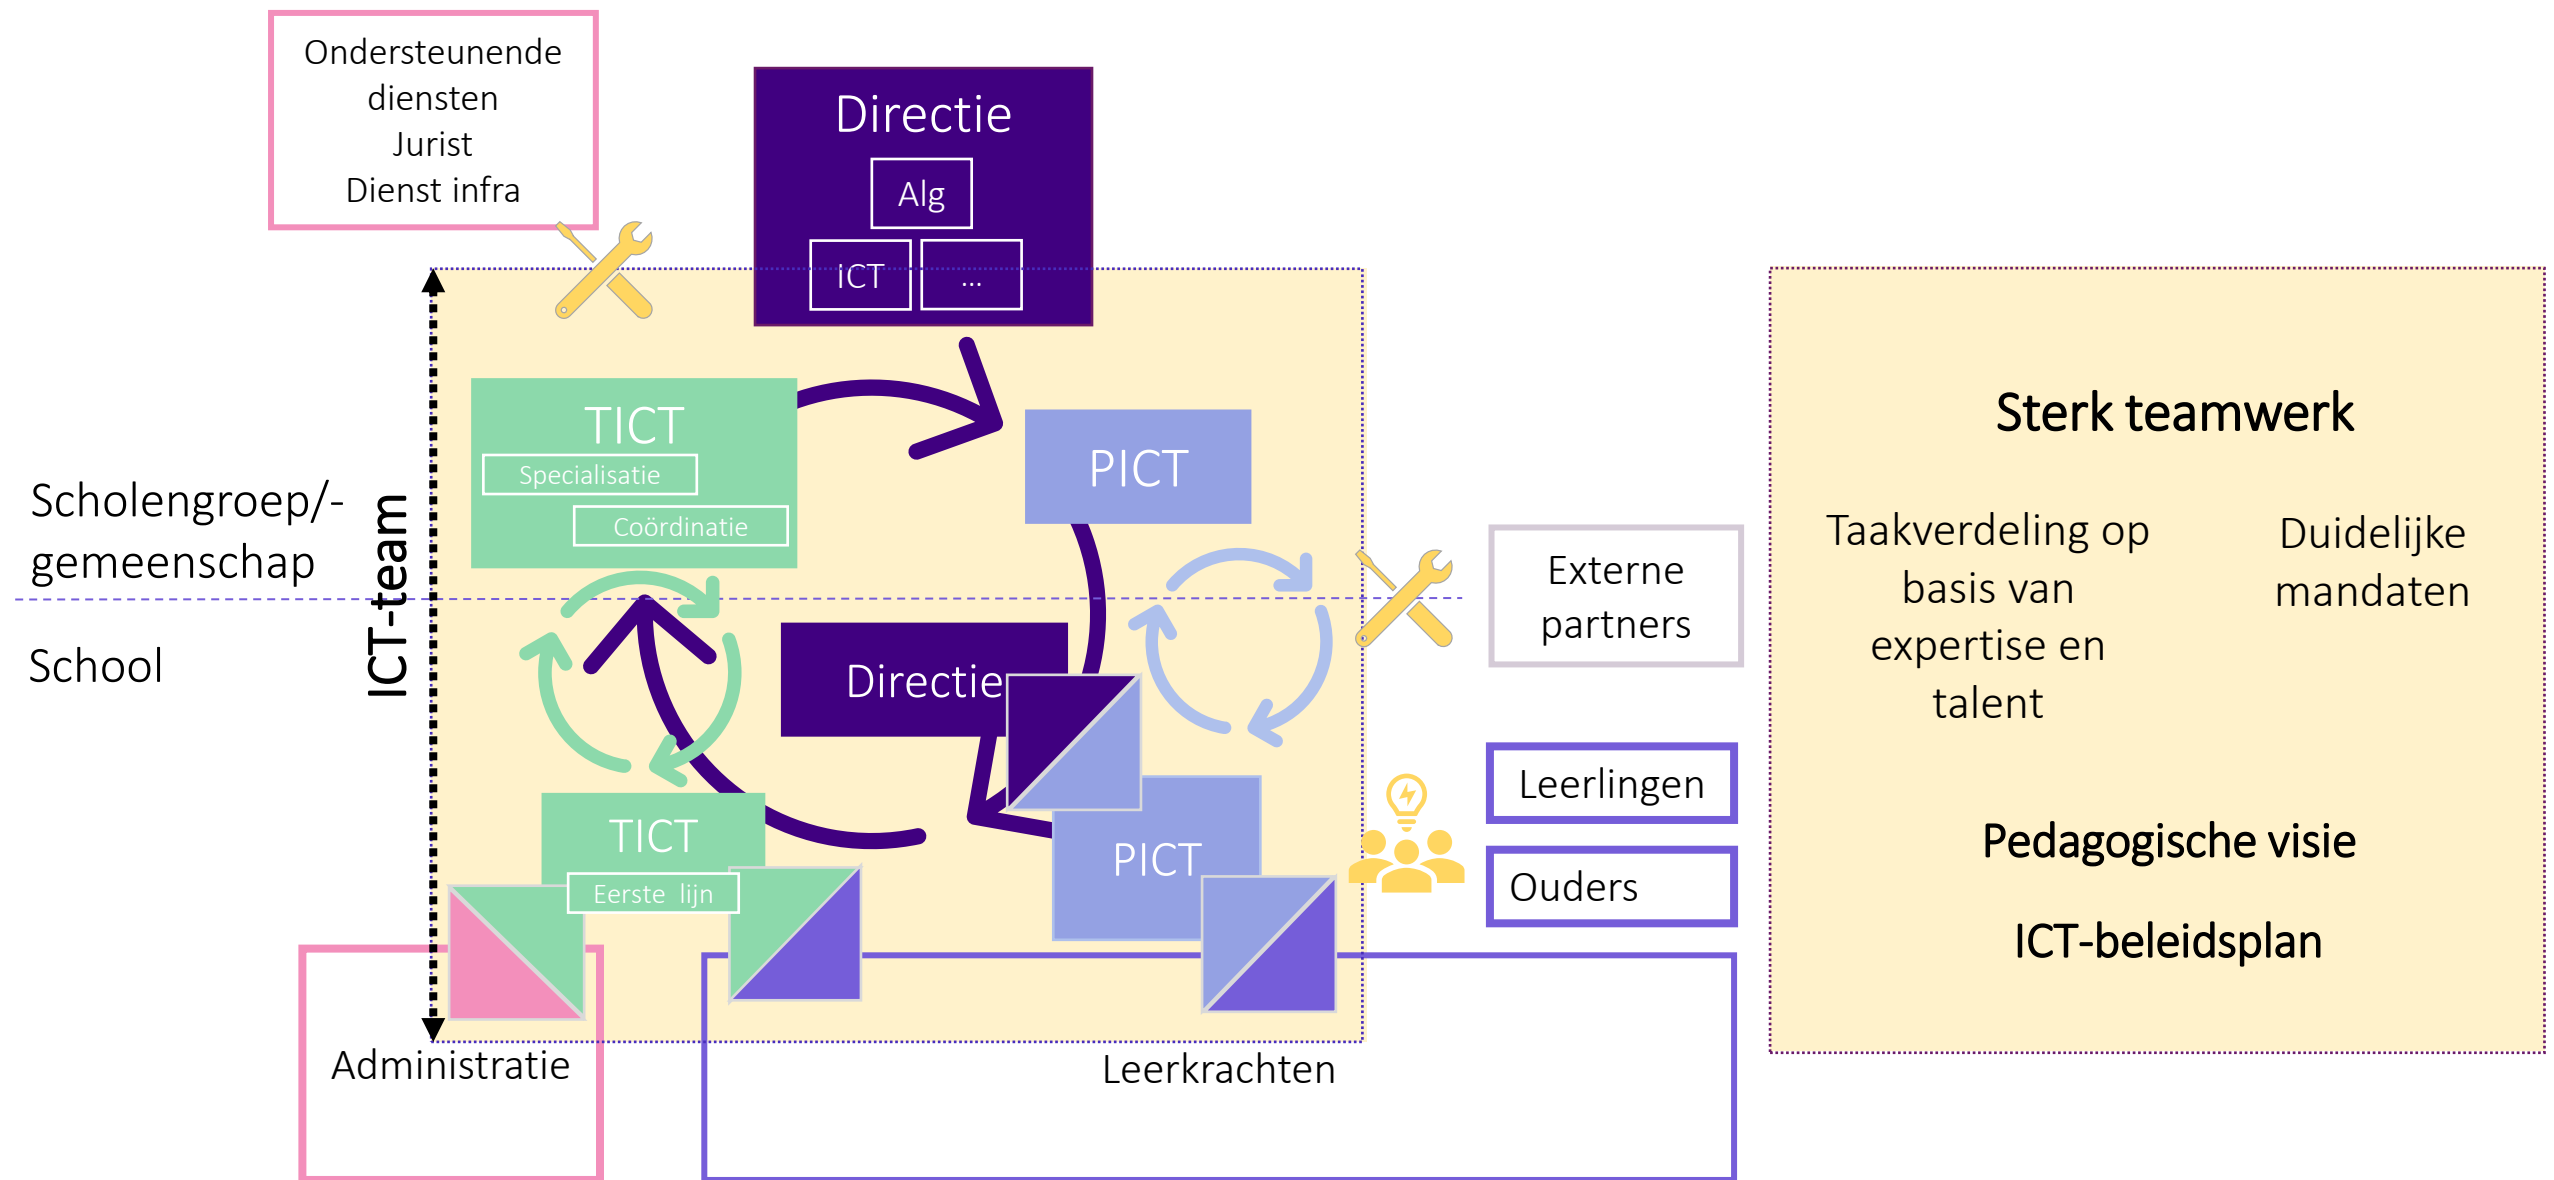 Ondersteunende
diensten
Jurist
Dienst infra
Directie
Alg
ICT
...
TICT
Specialisatie
Coördinatie
PICT
Scholengroep/-
gemeenschap
School
ICT-team
Directie
Externe
partners
TICT
Eerste lijn
PICT
Leerlingen
Ouders
Administratie
Leerkrachten
Sterk teamwerk
Taakverdeling op
basis van
expertise en
talent
Duidelijke
mandaten
Pedagogische visie
ICT-beleidsplan